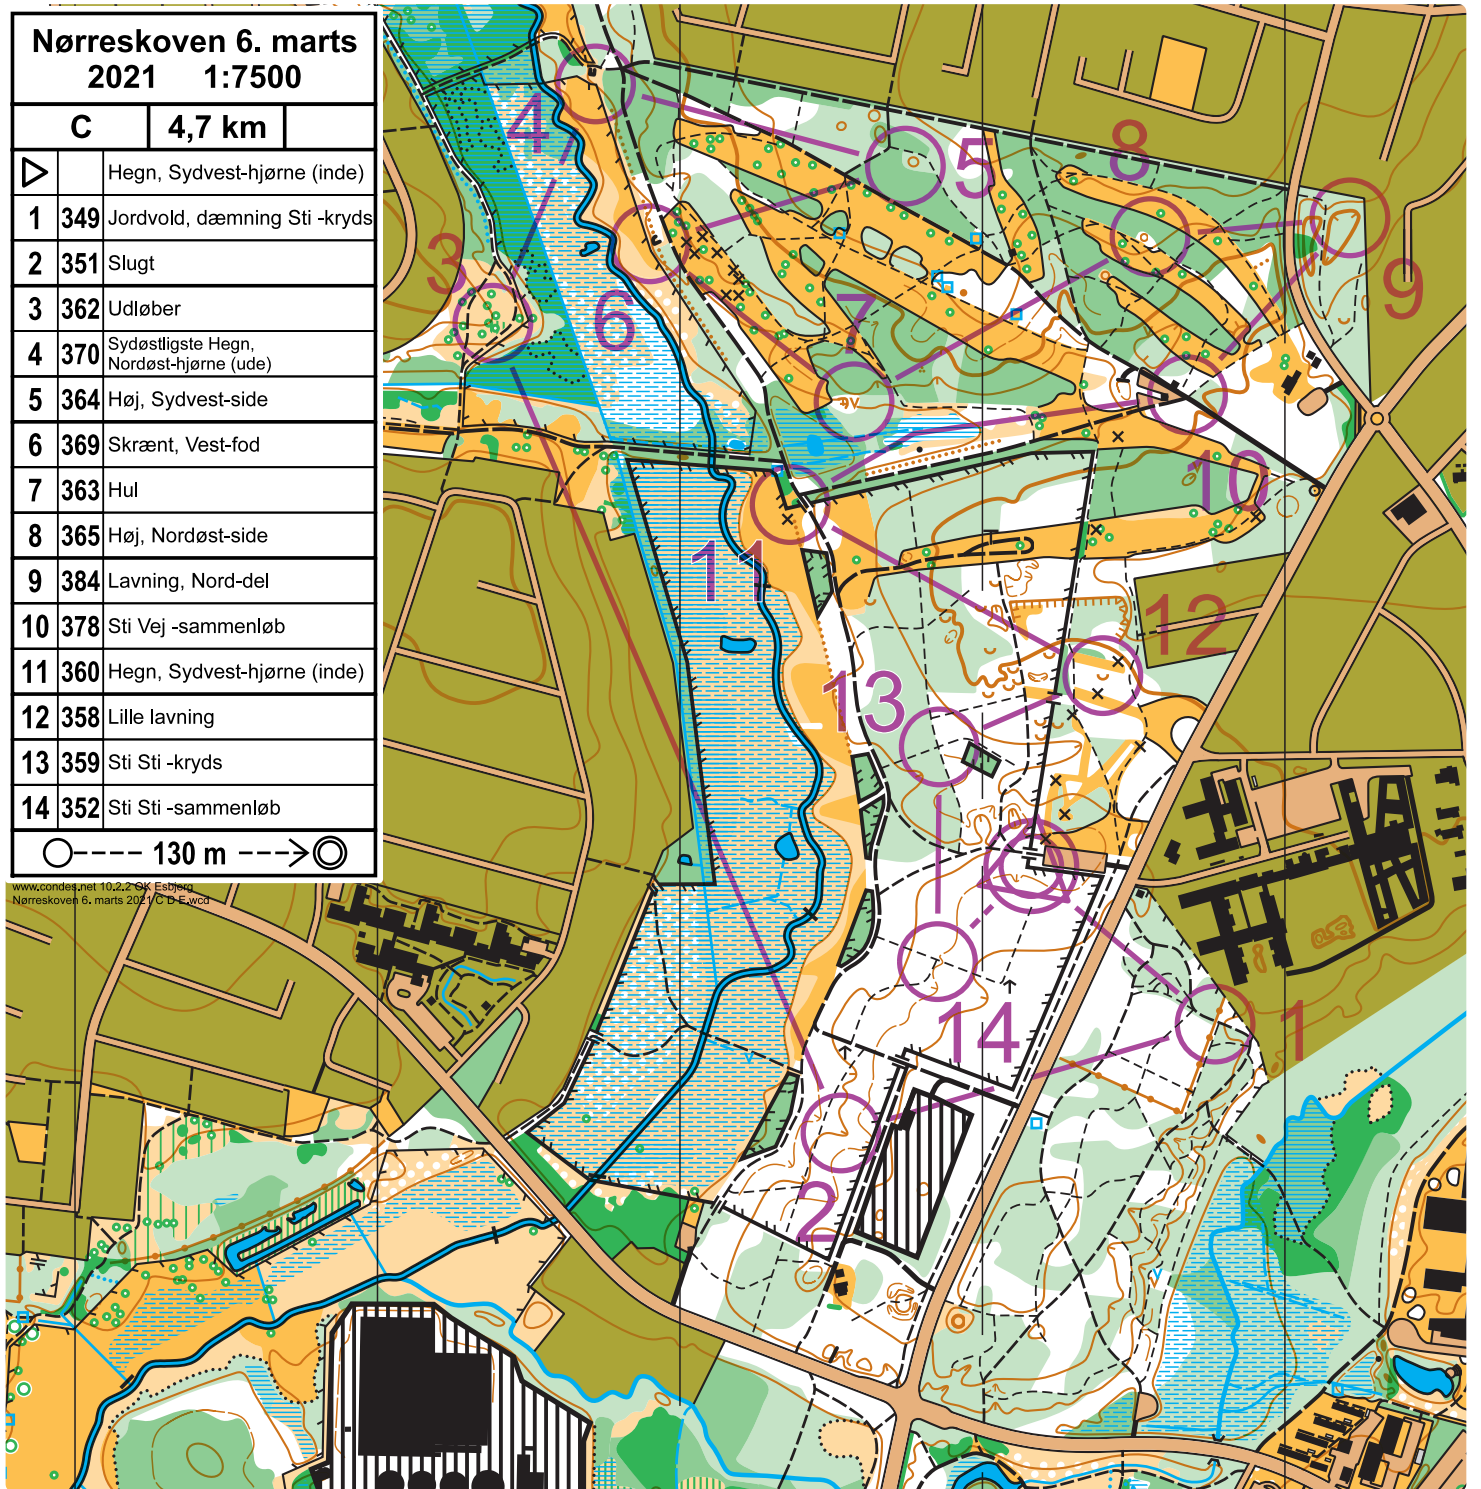 Nørreskoven 6. marts
2021 1:7500
C 4,7 km
Hegn, Sydvest-hjørne (inde)
1 349 Jordvold, dæmning Sti -kryds
2 351 Slugt
3 362 Udløber
4 370 Sydøstligste Hegn,
Nordøst-hjørne (ude)
5 364 Høj, Sydvest-side
6 369 Skrænt, Vest-fod
7 363 Hul
8 365 Høj, Nordøst-side
9 384 Lavning, Nord-del
10 378 Sti Vej -sammenløb
11 360 Hegn, Sydvest-hjørne (inde)
12 358 Lille lavning
13 359 Sti Sti -kryds
14 352 Sti Sti -sammenløb
130 m
www.condes.net 10.2.2 OK Esbjerg
Nørreskoven 6. marts 2021 C D E.wcd
4
5
8
3
6
7
9
10
11
12
13
14
1
2